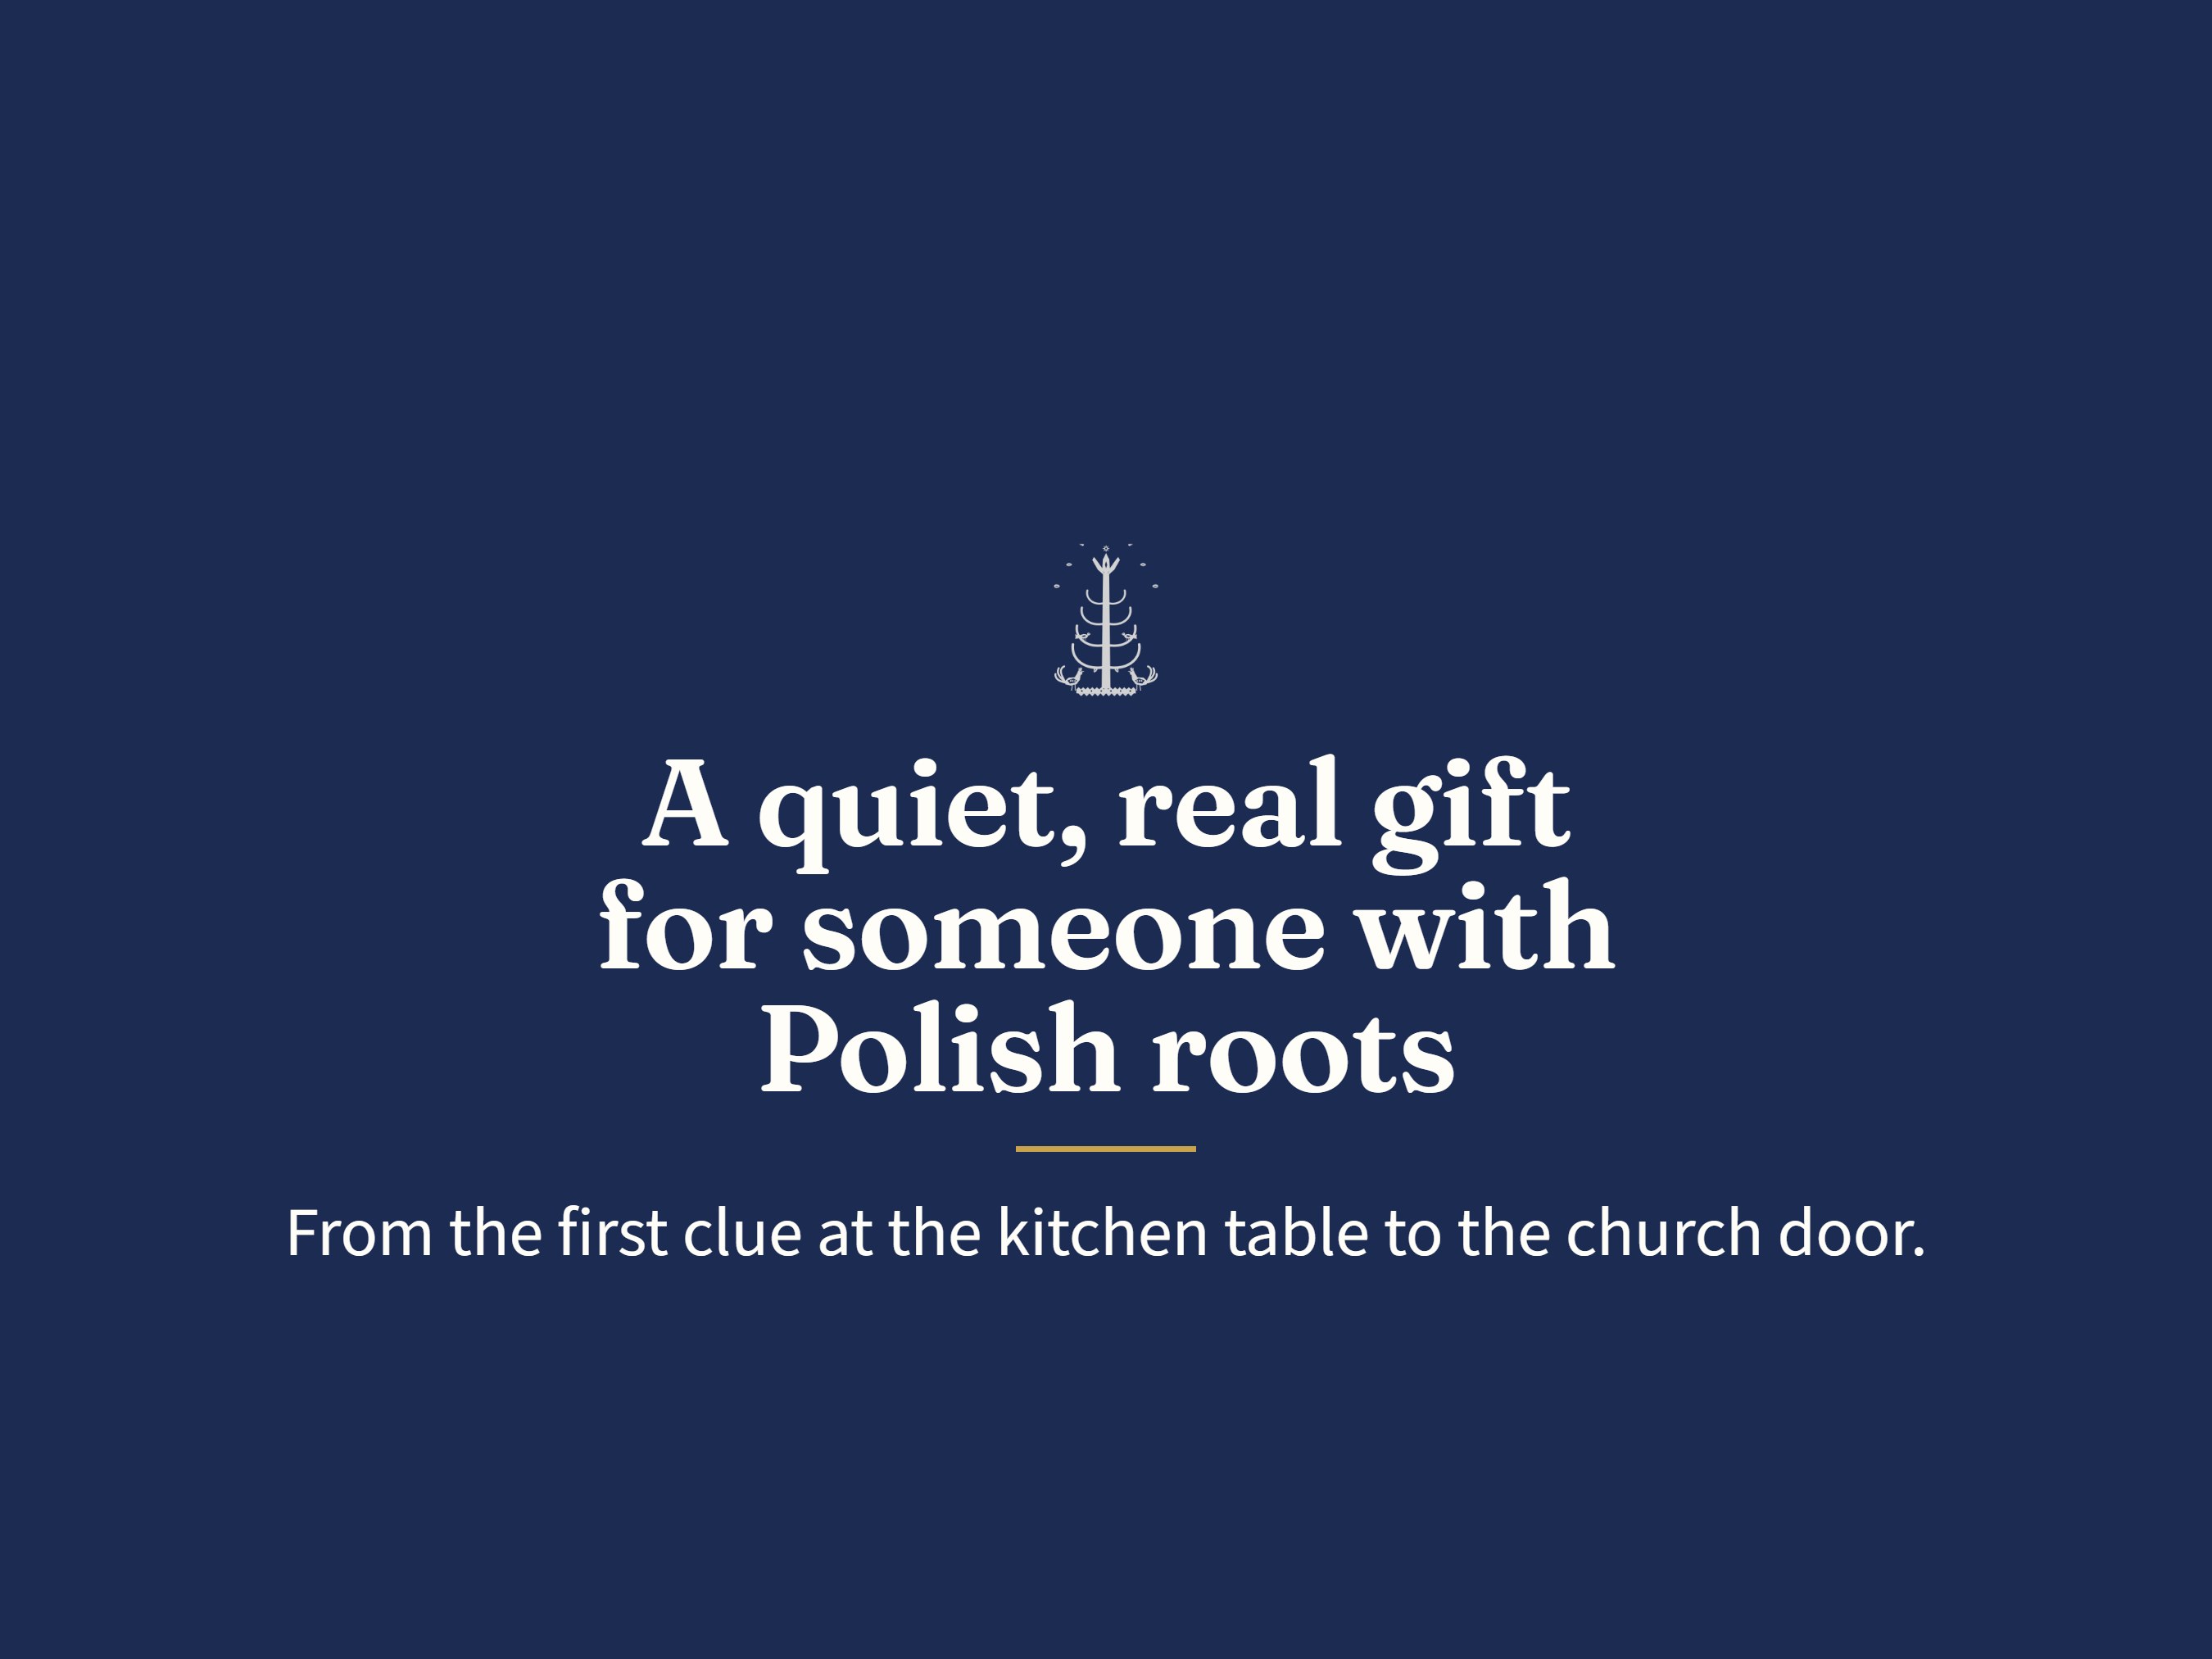 A quiet, real gift
for someone with
Polish roots
From the first clue at the kitchen table to the church door.